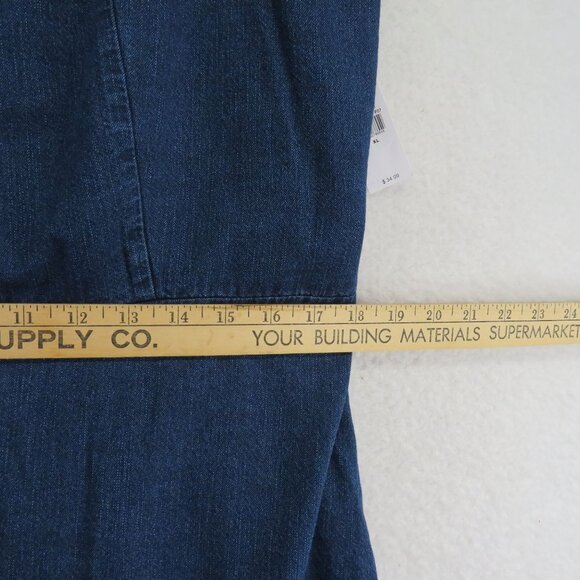 XL
$ 34.99
11 12 13 14 15 16 17 18 19 20 21 22 23 24
UPPLY CO. YOUR BUILDING MATERIALS SUPERMARKET